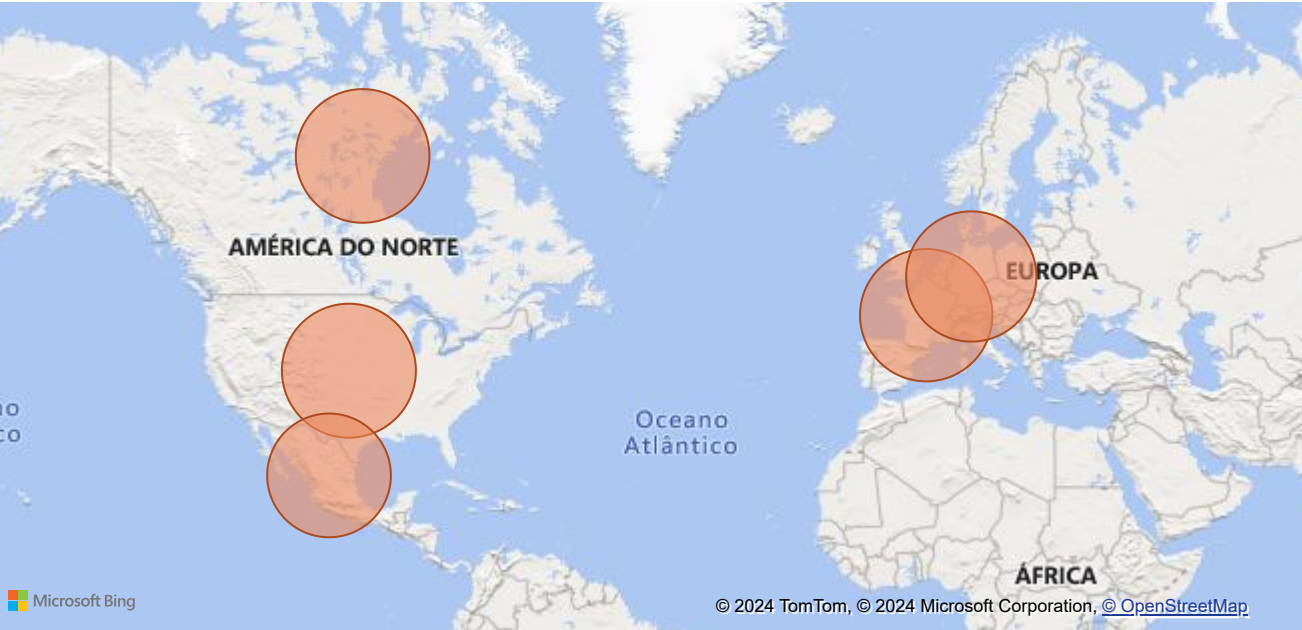 AMÉRICA DO NORTE
EUROPA
Oceano
Atlântico
ÁFRICA
Microsoft Bing
© 2024 TomTom, © 2024 Microsoft Corporation, © OpenStreetMap